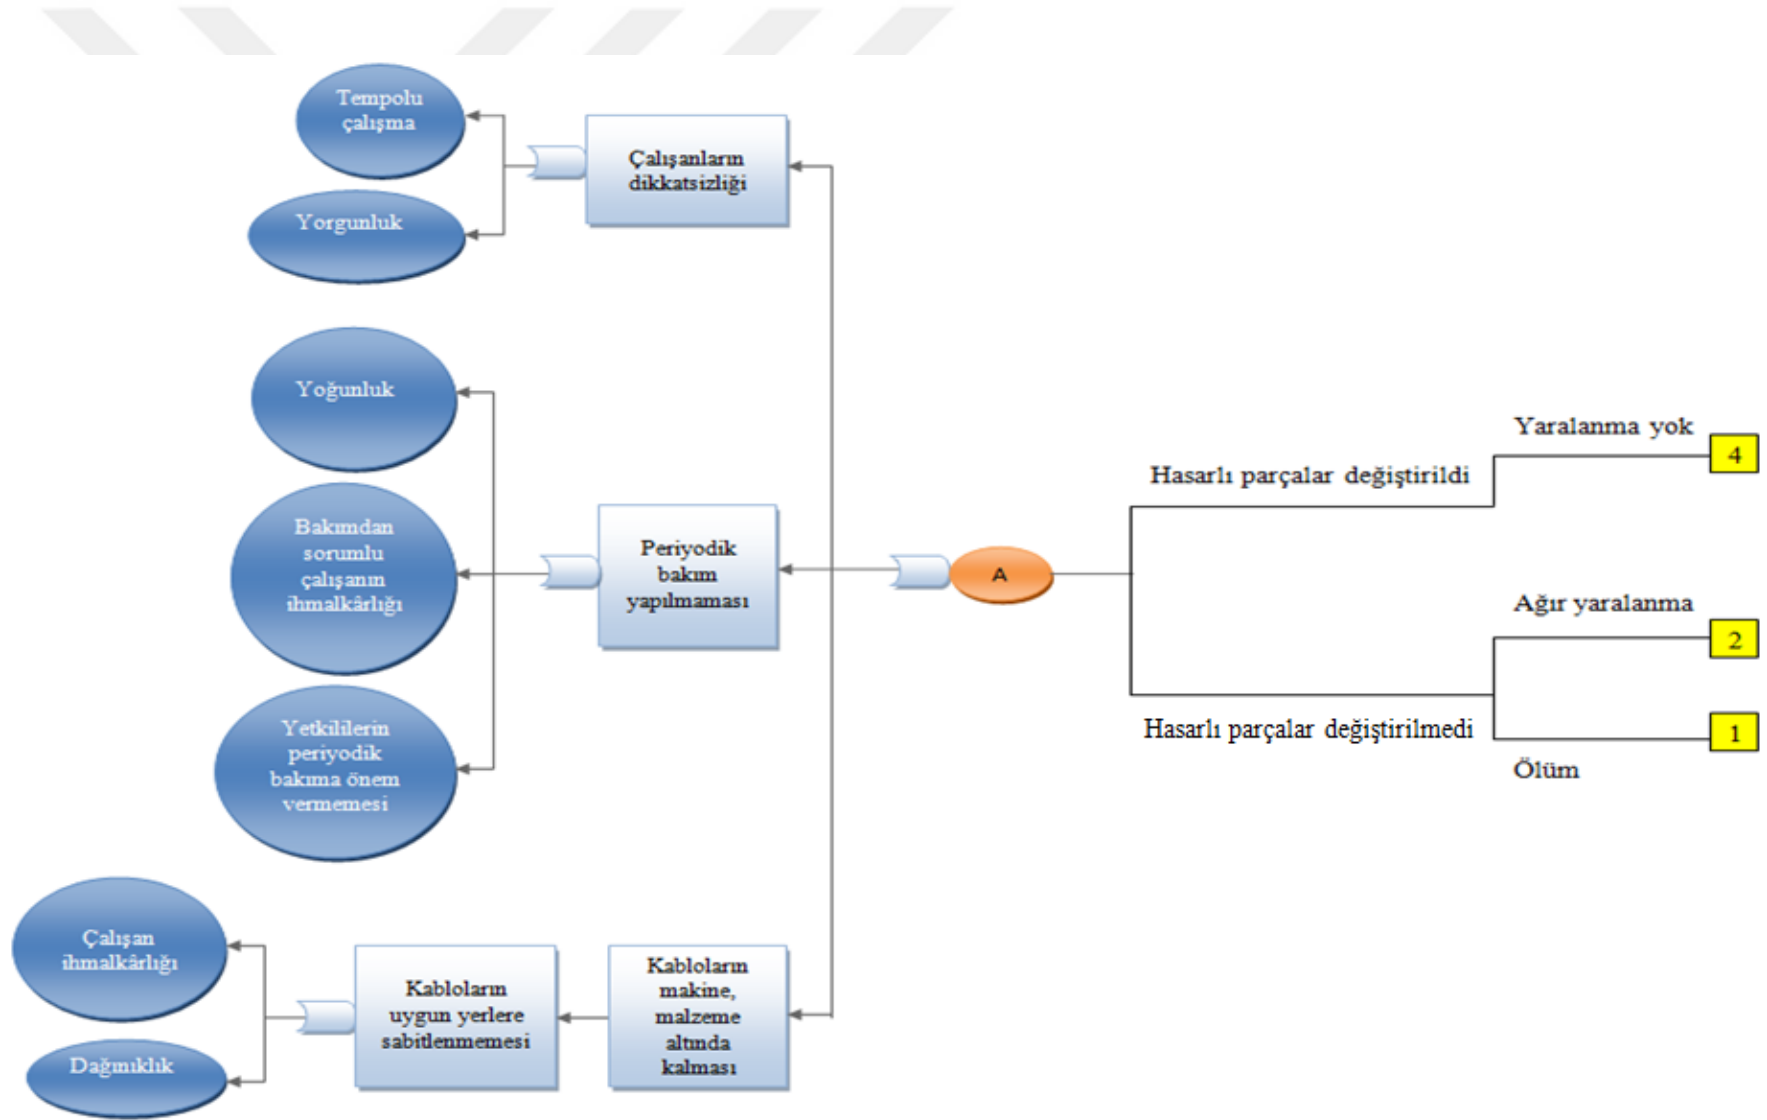 Tempolu
çalışma
Çalışanların
dikkatsizliği
Yorgunluk
Yoğunluk
Bakımdan
sorumlu
çalışanın
ihmalkârlığı
Periyodik
bakım
yapılmaması
Yetkililerin
periyodik
bakıma önem
vermemesi
Çalışan
ihmalkârlığı
Dağınıklık
Kabloların
uygun yerlere
sabitlenmemesi
Kabloların
makine,
malzeme
altında
kalması
A
Hasarlı parçalar değiştirildi
Yaralanma yok
4
Hasarlı parçalar değiştirilmedi
Ağır yaralanma
2
1
Ölüm